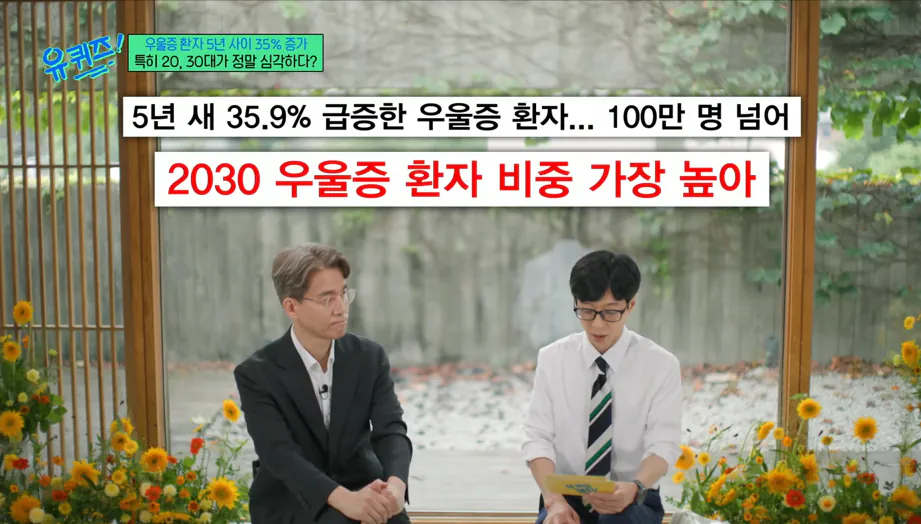 유퀴즈!
우울증 환자 5년 사이 35% 증가
특히 20, 30대가 정말 심각하다?
5년 새 35.9% 급증한 우울증 환자... 100만 명 넘어
2030 우울증 환자 비중 가장 높아